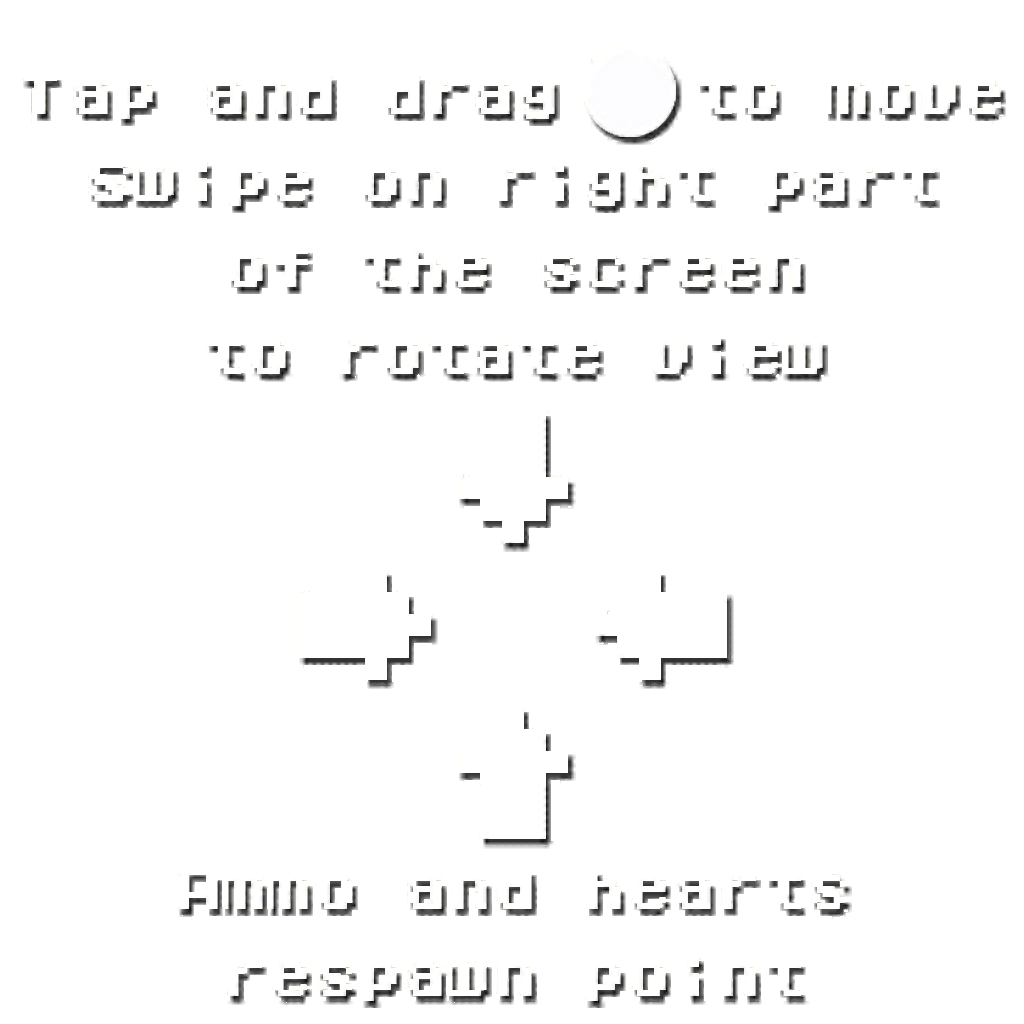 Tap and drag to move
Swipe on right part
of the screen
to rotate view
Ammo and hearts
respawn point